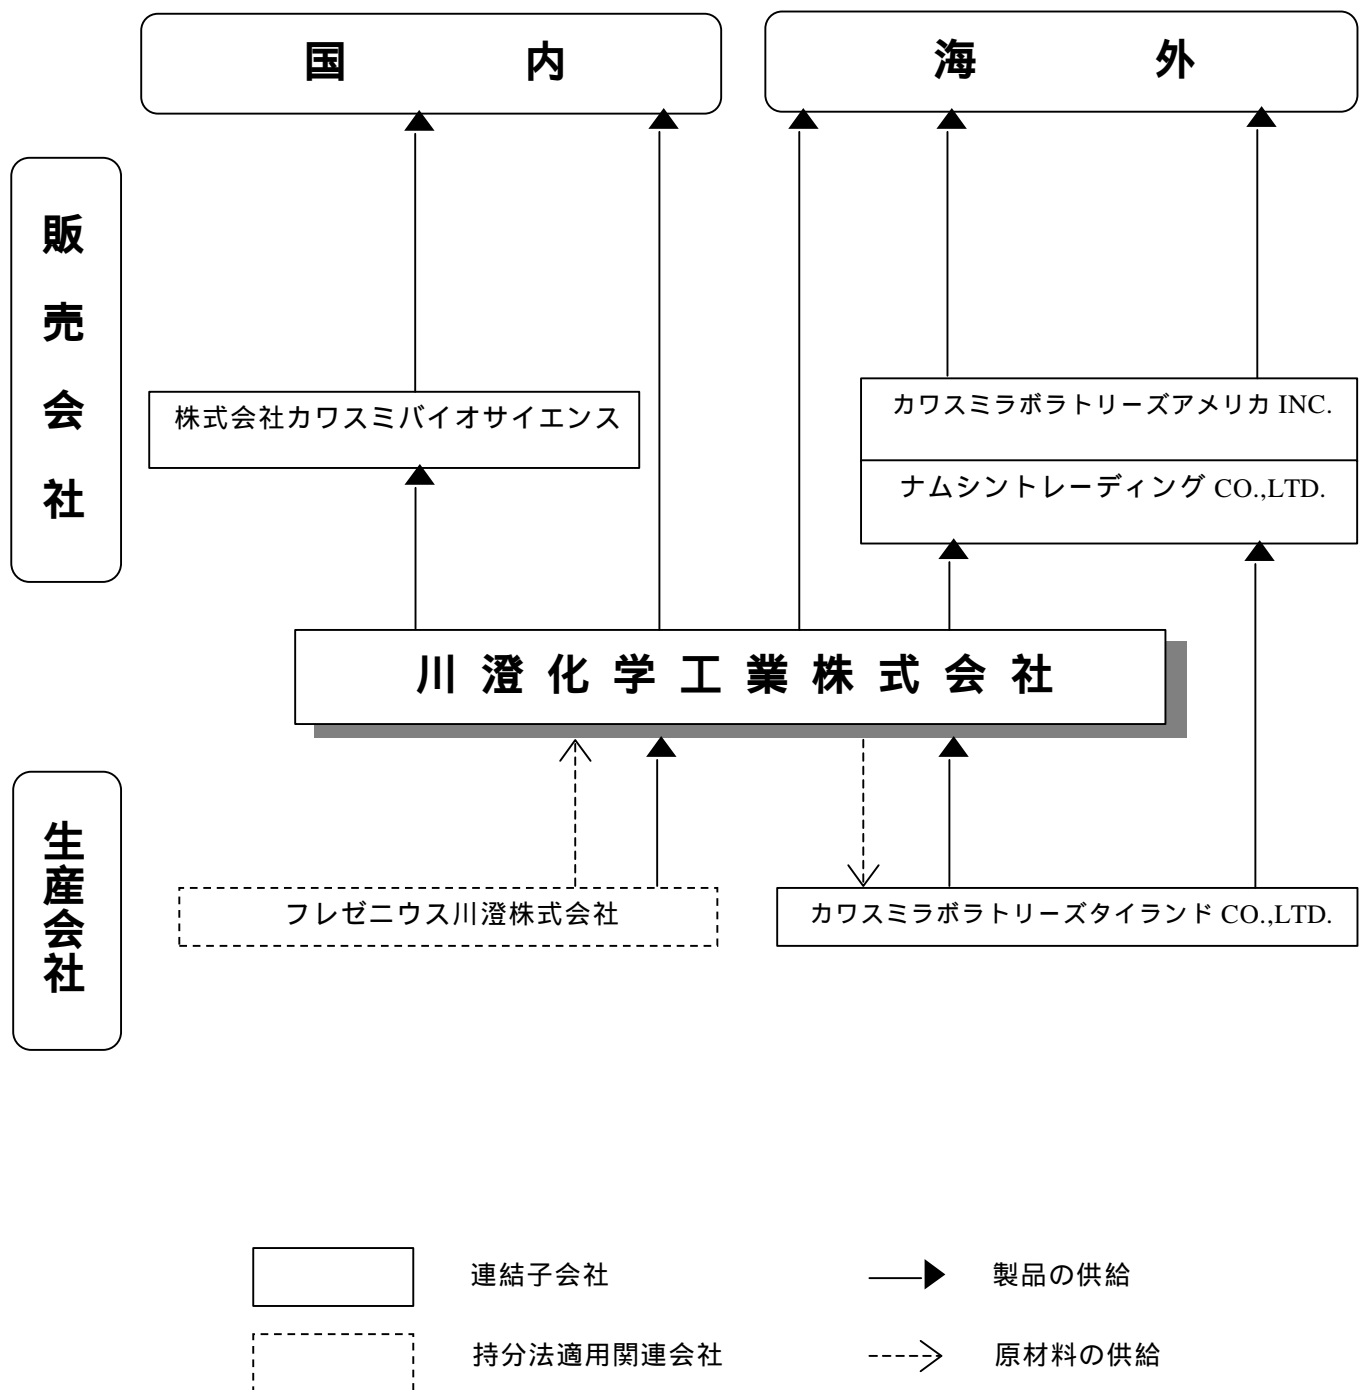 国 内
海 外
販売会社
株式会社カワスミバイオサイエンス
カワスミラボラトリーズアメリカ INC.
ナムシントレーディング CO.,LTD.
川澄化学工業株式会社
生産会社
フレゼニウス川澄株式会社
カワスミラボラトリーズタイランド CO.,LTD.
連結子会社
製品の供給
持分法適用関連会社
原材料の供給